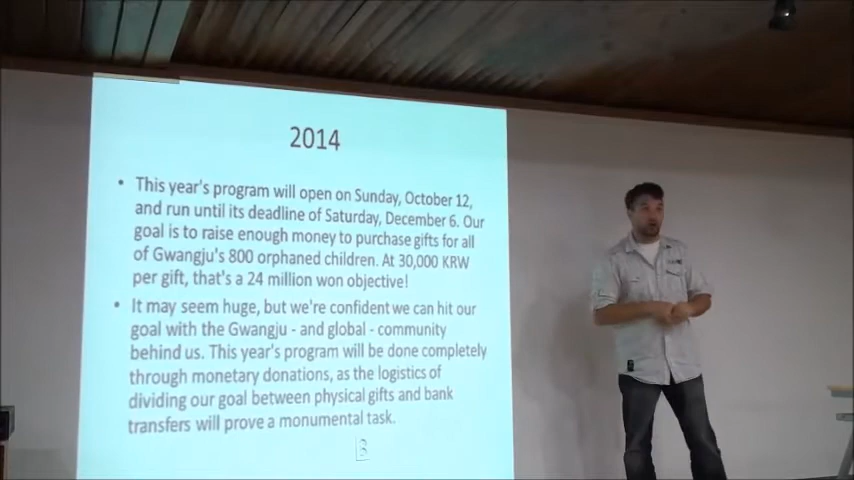 2014
• This year's program will open on Sunday, October 12,
and run until its deadline of Saturday, December 6. Our
goal is to raise enough money to purchase gifts for all
of Gwangju's 800 orphaned children. At 30,000 KRW
per gift, that's a 24 million won objective!
• It may seem huge, but we're confident we can hit our
goal with the Gwangju - and global - community
behind us. This year's program will be done completely
through monetary donations, as the logistics of
dividing our goal between physical gifts and bank
transfers will prove a monumental task.